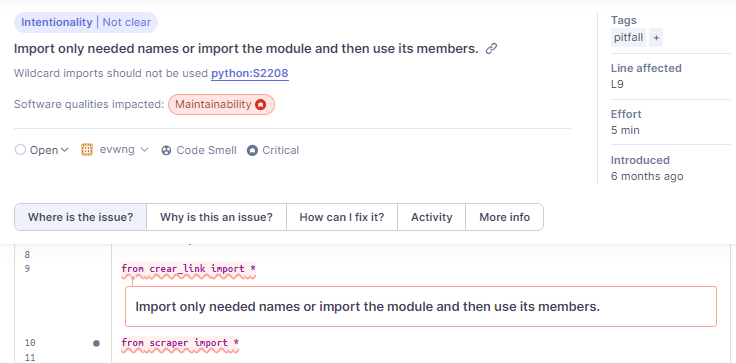 Intentionality | Not clear
Import only needed names or import the module and then use its members.
Wildcard imports should not be used python:S2208
Software qualities impacted: Maintainability
Open evwng Code Smell Critical
Tags
pitfall +
Line affected
L9
Effort
5 min
Introduced
6 months ago
Where is the issue? Why is this an issue? How can I fix it? Activity More info
8
9 from crear_link import *
Import only needed names or import the module and then use its members.
10 from scraper import *
11